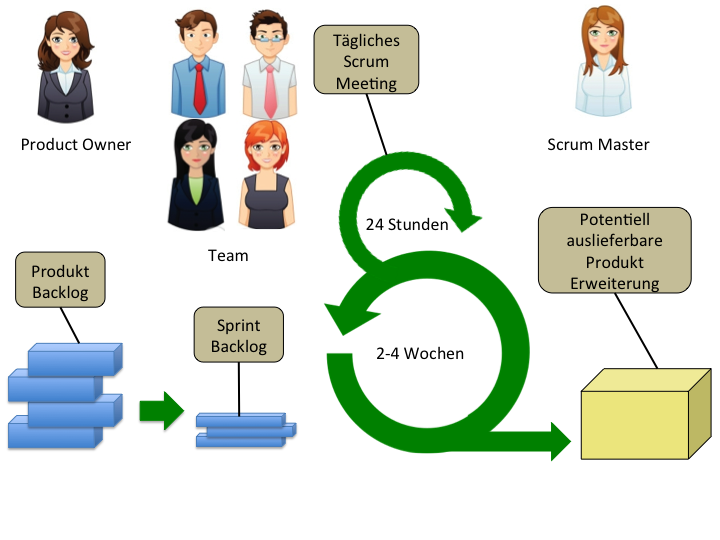 Product Owner
Team
Tägliches
Scrum
Meeting
Scrum Master
24 Stunden
Potentiell
auslieferbare
Produkt
Erweiterung
Produkt
Backlog
Sprint
Backlog
2-4 Wochen